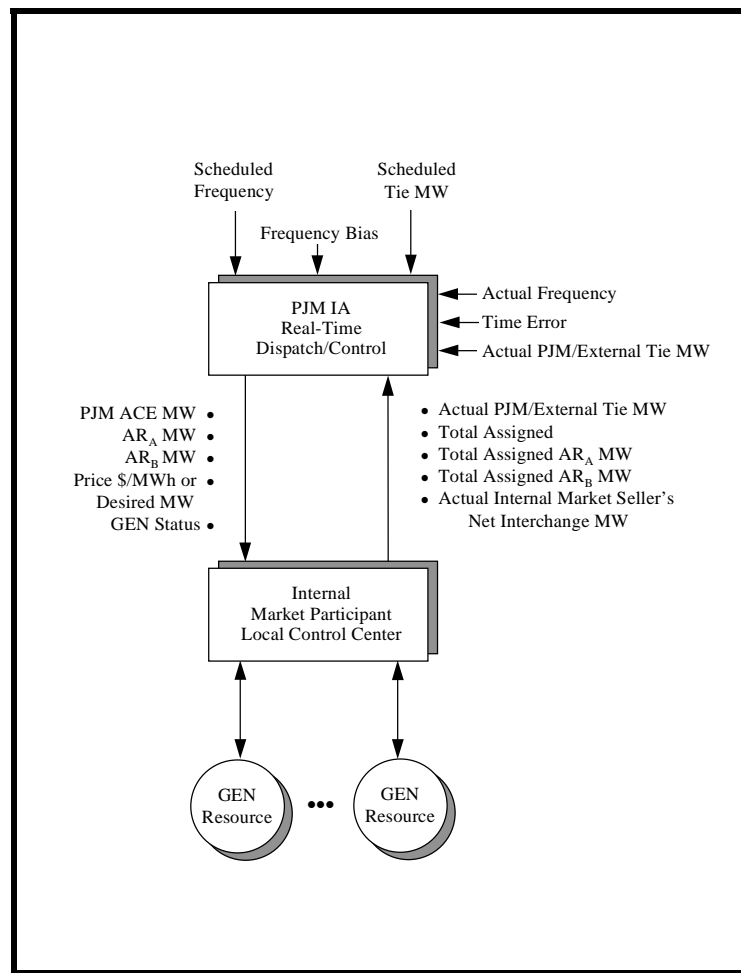 Scheduled
Frequency
Scheduled
Tie MW
Frequency Bias
PJM IA
Real-Time
Dispatch/Control
Actual Frequency
Time Error
Actual PJM/External Tie MW
PJM ACE MW •
AR_A MW •
AR_B MW •
Price $/MWh or •
Desired MW
GEN Status •
• Actual PJM/External Tie MW
• Total Assigned
• Total Assigned AR_A MW
• Total Assigned AR_B MW
• Actual Internal Market Seller’s
Net Interchange MW
Internal
Market Participant
Local Control Center
GEN
Resource
•••
GEN
Resource